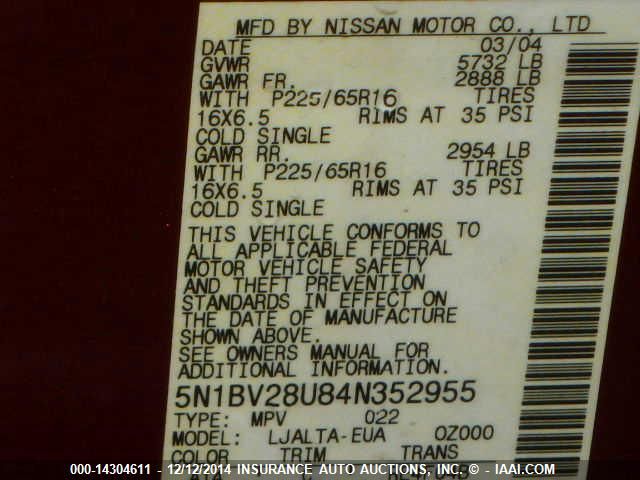 MFD BY NISSAN MOTOR CO., LTD
DATE 03/04
GVWR 5732 LB
GAWR FR. 2888 LB
WITH P225/65R16 TIRES
16X6.5 RIMS AT 35 PSI
COLD SINGLE
GAWR RR. 2954 LB
WITH P225/65R16 TIRES
16X6.5 RIMS AT 35 PSI
COLD SINGLE
THIS VEHICLE CONFORMS TO
ALL APPLICABLE FEDERAL
MOTOR VEHICLE SAFETY
AND THEFT PREVENTION
STANDARDS IN EFFECT ON
THE DATE OF MANUFACTURE
SHOWN ABOVE.
SEE OWNERS MANUAL FOR
ADDITIONAL INFORMATION.
5N1BV28U84N352955
TYPE: MPV 022
MODEL: LJALTA-EUA 0Z000
COLOR TRIM TRANS
000-14304611 - 12/12/2014 INSURANCE AUTO AUCTIONS, INC. © - IAAI.COM